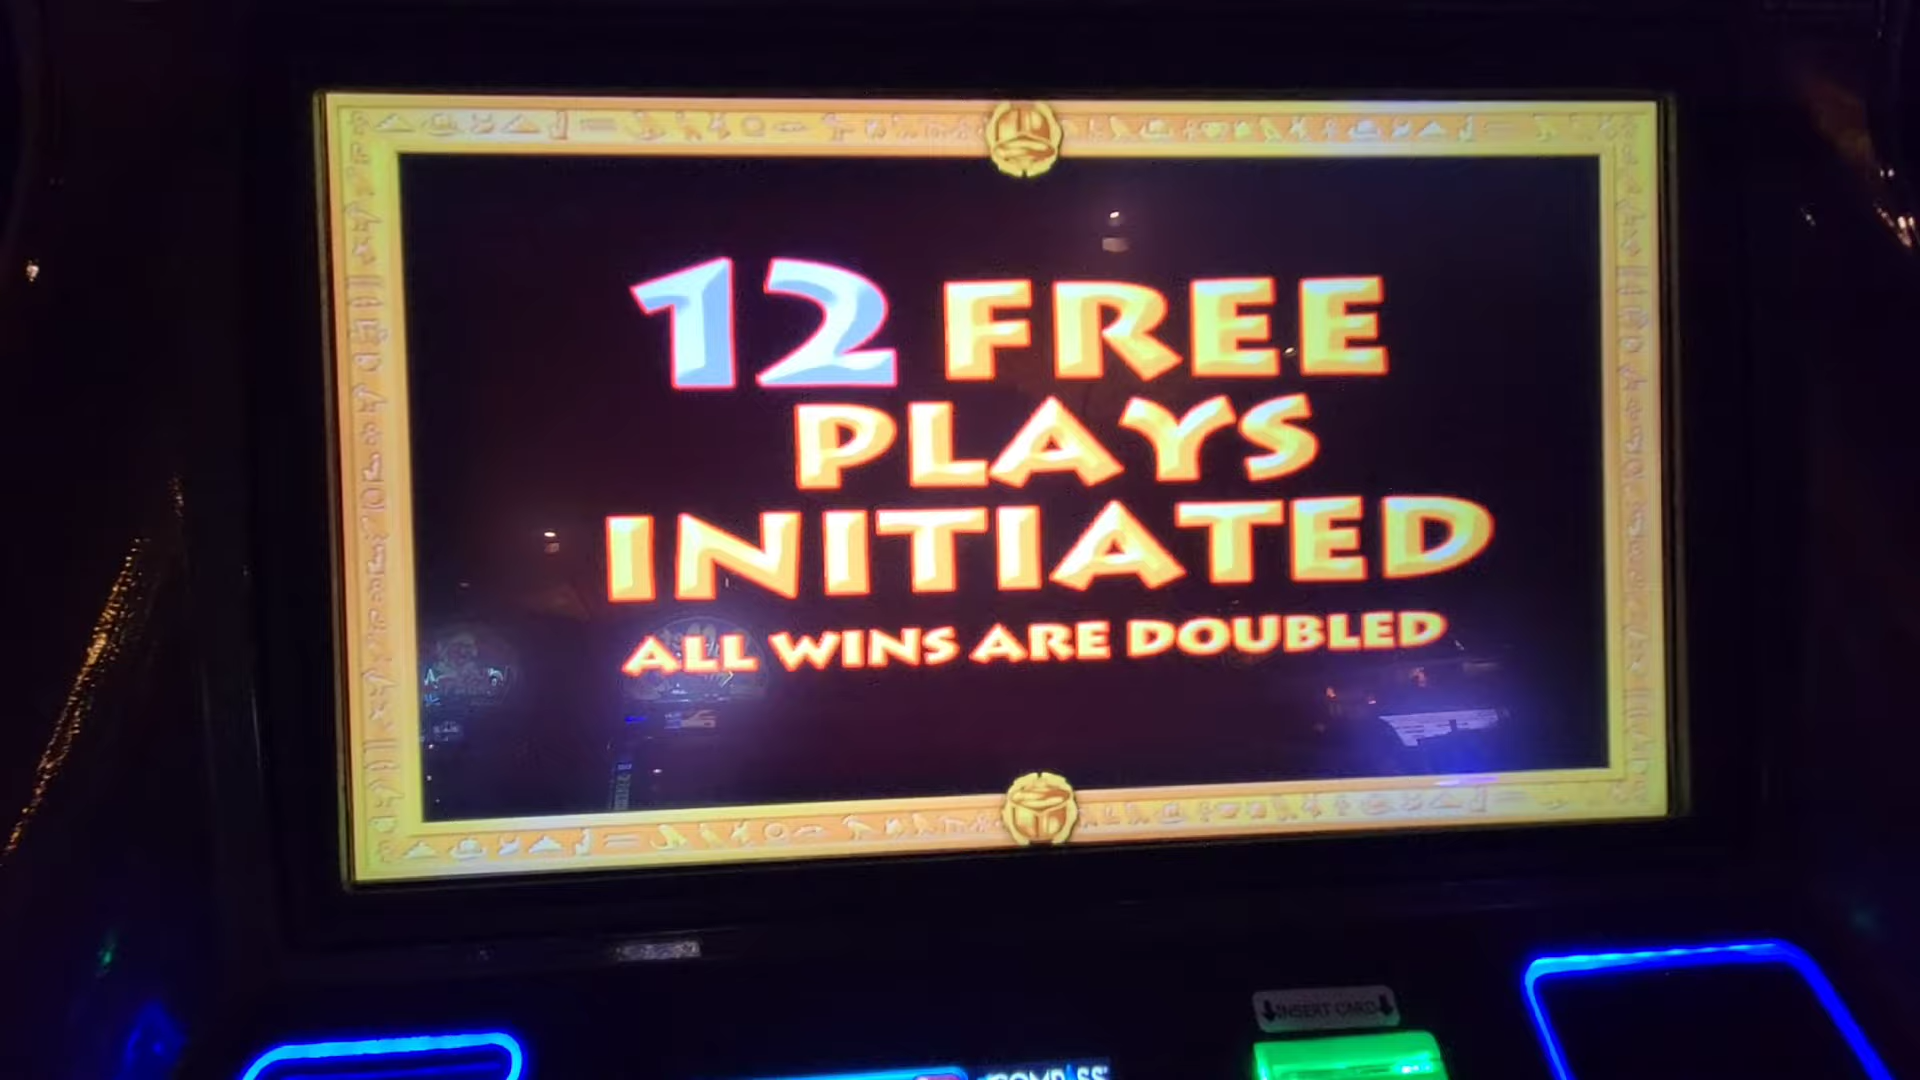 12 FREE
PLAYS
INITIATED
ALL WINS ARE DOUBLED
INSERT CARD